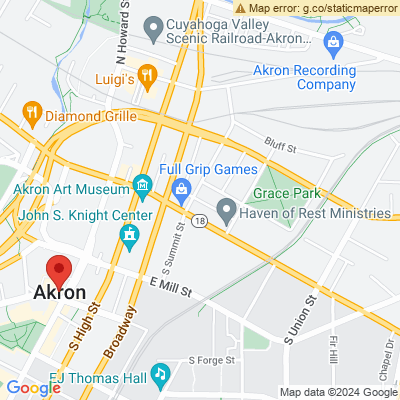 Map error: g.co/staticmaperror
N Howard St
Cuyahoga Valley
Scenic Railroad-Akron...
Luigi's
Akron Recording
Company
Diamond Grille
Bluff St
Full Grip Games
Akron Art Museum
Grace Park
John S. Knight Center
Haven of Rest Ministries
18
S Summit St
Akron
E Mill St
S High St
Broadway
S Union St
Fir Hill
Chapel Dr
S Forge St
EJ Thomas Hall
Google
Map data ©2024 Google